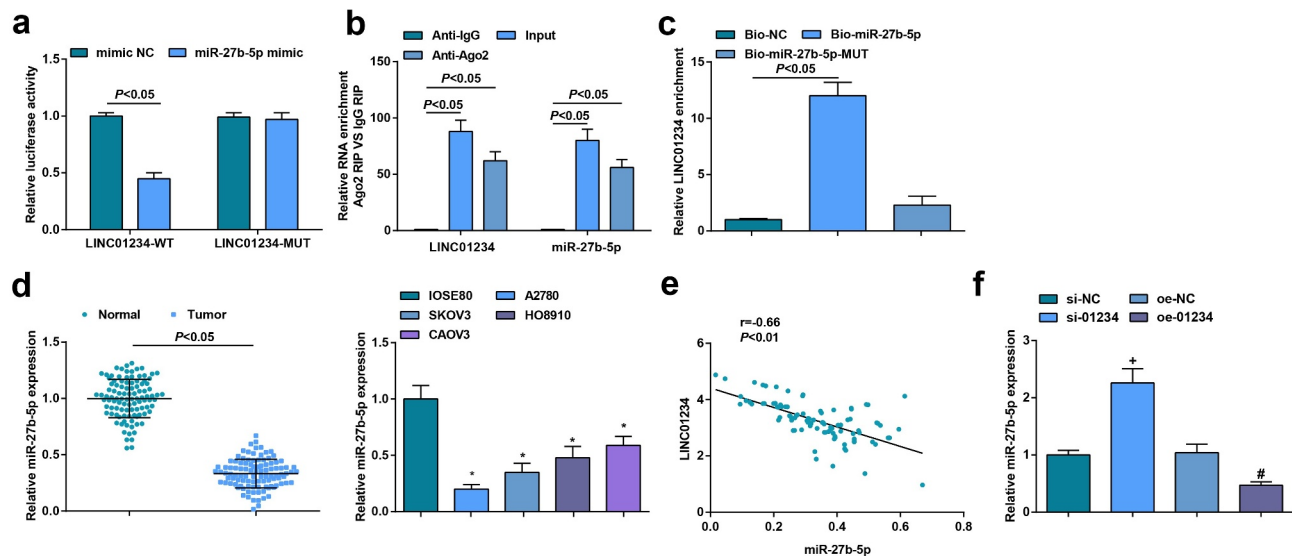 a
mimic NC miR-27b-5p mimic
Relative luciferase activity
1.5
1.0
0.5
0.0
P<0.05
LINC01234-WT LINC01234-MUT
b
Anti-IgG Input
Anti-Ago2
Relative RNA enrichment
Ago2 RIP VS IgG RIP
150
100
50
0
P<0.05
P<0.05
P<0.05
P<0.05
LINC01234 miR-27b-5p
c
Bio-NC Bio-miR-27b-5p
Bio-miR-27b-5p-MUT
P<0.05
Relative LINC01234 enrichment
15
10
5
0
d
Normal Tumor
P<0.05
Relative miR-27b-5p expression
1.5
1.0
0.5
0.0
IOSE80 A2780
SKOV3 HO8910
CAOV3
Relative miR-27b-5p expression
1.5
1.0
0.5
0.0
* * * *
e
r=-0.66
P<0.01
LINC01234
6
4
2
0
0.0 0.2 0.4 0.6 0.8
miR-27b-5p
f
si-NC oe-NC
si-01234 oe-01234
Relative miR-27b-5p expression
3
2
1
0
+
#